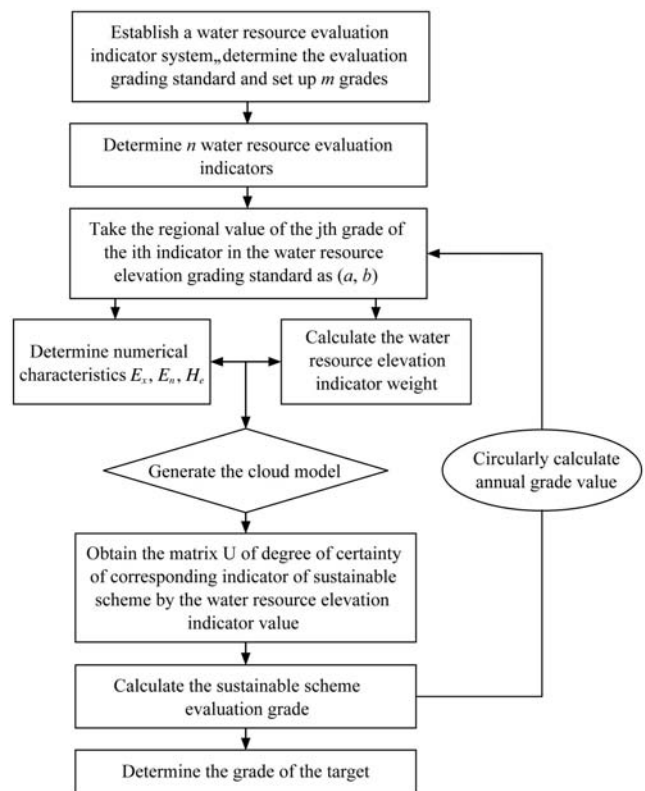 Establish a water resource evaluation
indicator system,,determine the evaluation
grading standard and set up m grades
Determine n water resource evaluation
indicators
Take the regional value of the jth grade of
the ith indicator in the water resource
elevation grading standard as (a, b)
Determine numerical
characteristics Eₓ, Eₙ, Hₑ
Calculate the water
resource elevation
indicator weight
Generate the cloud model
Circularly calculate
annual grade value
Obtain the matrix U of degree of certainty
of corresponding indicator of sustainable
scheme by the water resource elevation
indicator value
Calculate the sustainable scheme
evaluation grade
Determine the grade of the target